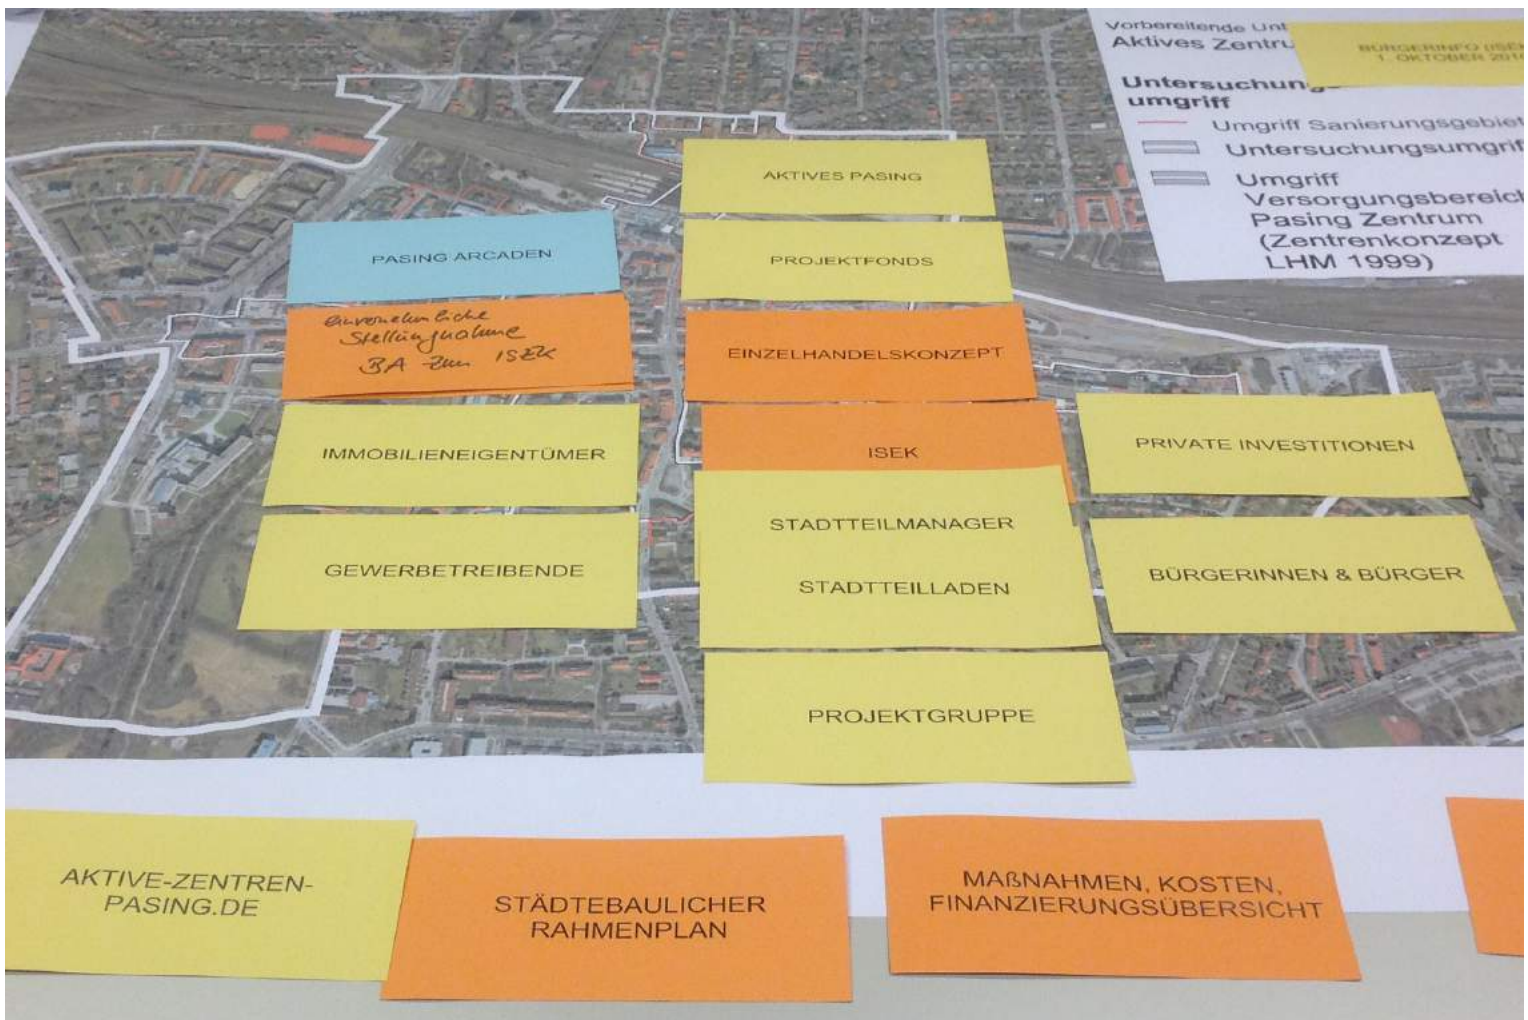 Vorbereitende Unt
Aktives Zentru
BÜRGERINFO (ISEK
1. OKTOBER 201
Untersuchungs
umgriff
Umgriff Sanierungsgebiet
Untersuchungsumgriff
Umgriff
Versorgungsbereich
Pasing Zentrum
(Zentrenkonzept
LHM 1999)
AKTIVES PASING
PROJEKTFONDS
PASING ARCADEN
einvernehmliche
Stellungnahme
BA zum ISEK
EINZELHANDELSKONZEPT
IMMOBILIENEIGENTÜMER
ISEK
PRIVATE INVESTITIONEN
GEWERBETREIBENDE
STADTTEILMANAGER
STADTTEILLADEN
BÜRGERINNEN & BÜRGER
PROJEKTGRUPPE
AKTIVE-ZENTREN-
PASING.DE
STÄDTEBAULICHER
RAHMENPLAN
MAßNAHMEN, KOSTEN,
FINANZIERUNGSÜBERSICHT